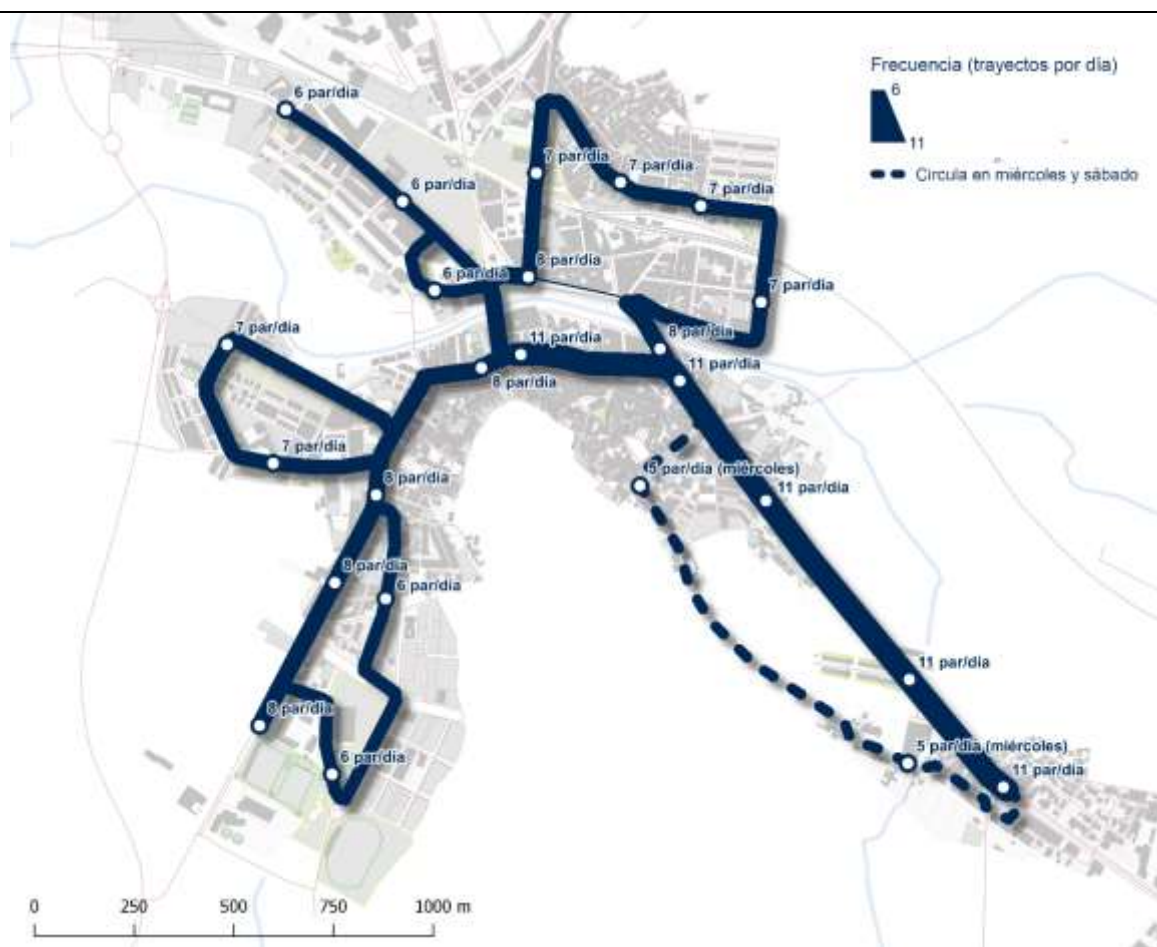 Frecuencia (trayectos por día)
6
11
Circula en miércoles y sábado
6 par/día
6 par/día
7 par/día
7 par/día
7 par/día
6 par/día
8 par/día
7 par/día
7 par/día
11 par/día
8 par/día
8 par/día
11 par/día
7 par/día
5 par/día (miércoles)
8 par/día
11 par/día
8 par/día
6 par/día
11 par/día
8 par/día
6 par/día
5 par/día (miércoles)
11 par/día
0 250 500 750 1000 m